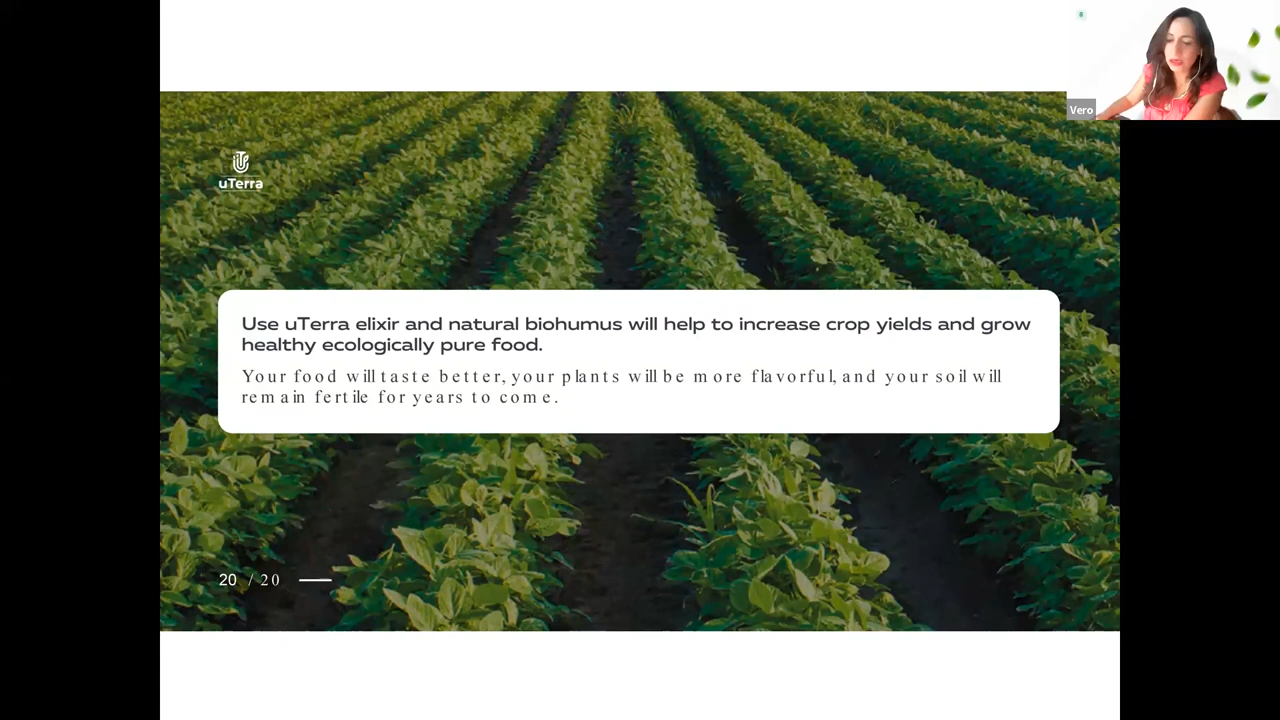 Vero
uTerra
Use uTerra elixir and natural biohumus will help to increase crop yields and grow
healthy ecologically pure food.
Your food will taste better, your plants will be more flavorful, and your soil will
remain fertile for years to come.
20 / 20